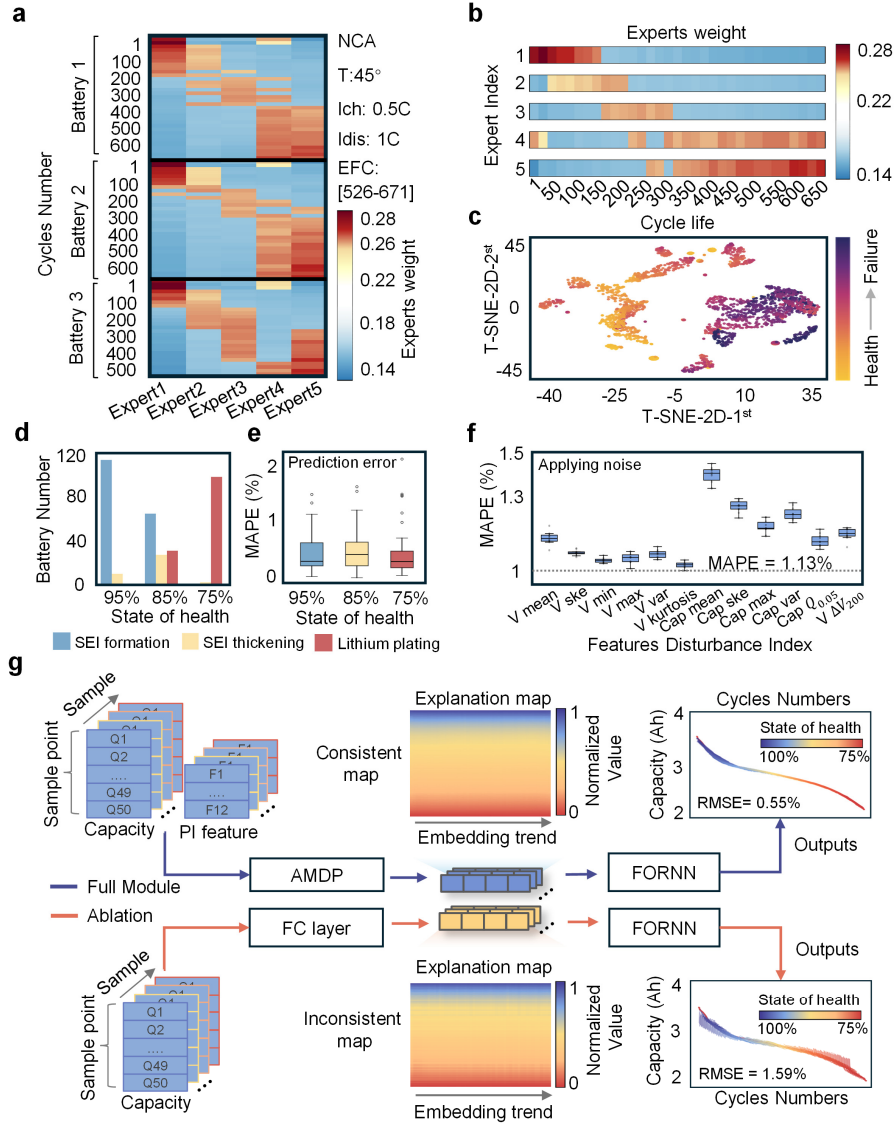 a
Battery 1
Battery 2
Battery 3
Cycles Number
1
100
200
300
400
500
600
1
100
200
300
400
500
600
1
100
200
300
400
500
Expert1
Expert2
Expert3
Expert4
Expert5
NCA
T:45°
Ich: 0.5C
Idis: 1C
EFC:
[526-671]
0.28
0.26
0.22
0.18
0.14
Experts weight
b
Experts weight
Expert Index
1
2
3
4
5
1 50 100 150 200 250 300 350 400 450 500 550 600 650
Cycle life
0.28
0.22
0.14
c
T-SNE-2D-2st
45
0
-45
-40 -25 -5 10 35
T-SNE-2D-1st
Health
Failure
d
Battery Number
120
80
40
0
95% 85% 75%
State of health
e
Prediction error
MAPE (%)
2
1
0
95% 85% 75%
State of health
SEI formation
SEI thickening
Lithium plating
f
Applying noise
MAPE (%)
1.5
1.3
1
MAPE = 1.13%
V mean
V ske
V min
V max
V var
V kurtosis
Cap mean
Cap ske
Cap max
Cap var
Cap Q0.05
V ΔV200
Features Disturbance Index
g
Sample
Sample point
Q1
Q1
Q1
Q1
Q2
....
Q49
Q50
Capacity
F1
F1
F1
....
F12
PI feature
Explanation map
Consistent
map
1
0
Normalized
Value
Embedding trend
Cycles Numbers
Capacity (Ah)
4
3
2
State of health
100% 75%
RMSE= 0.55%
Outputs
Full Module
Ablation
AMDP
FORNN
FC layer
FORNN
Outputs
Sample
Sample point
Q1
Q1
Q1
Q1
Q2
....
Q49
Q50
Capacity
Explanation map
Inconsistent
map
1
0
Normalized
Value
Embedding trend
Capacity (Ah)
4
3
2
State of health
100% 75%
RMSE = 1.59%
Cycles Numbers